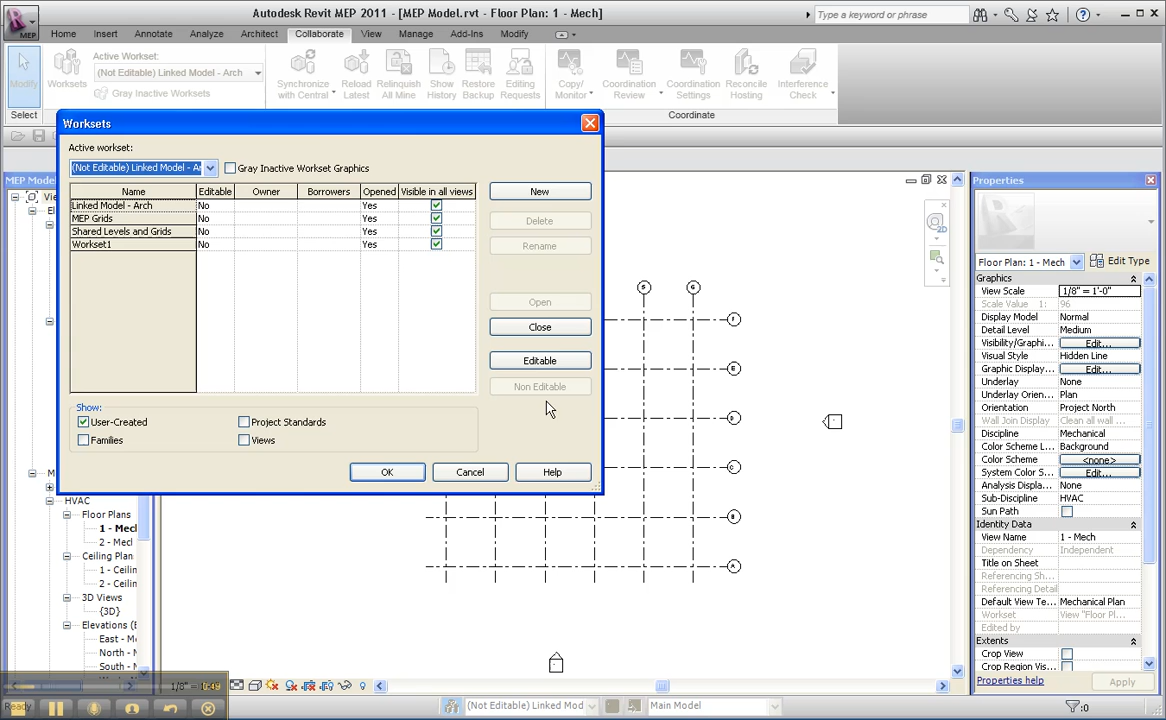 Autodesk Revit MEP 2011 - [MEP Model.rvt - Floor Plan: 1 - Mech]
Type a keyword or phrase
MEP
Home Insert Annotate Analyze Architect Collaborate View Manage Add-Ins Modify
Modify
Worksets
Active Workset:
(Not Editable) Linked Model - Arch
Gray Inactive Worksets
Synchronize
with Central
Reload
Latest
Relinquish
All Mine
Show
History
Restore
Backup
Editing
Requests
Copy/
Monitor
Coordination
Review
Coordination
Settings
Reconcile
Hosting
Interference
Check
Select
Coordinate
Worksets
Active workset:
(Not Editable) Linked Model - Ar
Gray Inactive Workset Graphics
Name Editable Owner Borrowers Opened Visible in all views
Linked Model - Arch No Yes
MEP Grids No Yes
Shared Levels and Grids No Yes
Workset1 No Yes
New
Delete
Rename
Open
Close
Editable
Non Editable
Show:
User-Created
Project Standards
Families
Views
OK
Cancel
Help
MEP Model
HVAC
Floor Plans
1 - Mech
2 - Mecl
Ceiling Plan
1 - Ceilin
2 - Ceilin
3D Views
{3D}
Elevations (B
East - M
North -
South -
F
E
D
C
B
A
Properties
Floor Plan: 1 - Mech
Edit Type
Graphics
View Scale 1/8" = 1'-0"
Scale Value 1: 96
Display Model Normal
Detail Level Medium
Visibility/Graphi... Edit...
Visual Style Hidden Line
Graphic Display... Edit...
Underlay None
Underlay Orien... Plan
Orientation Project North
Wall Join Display Clean all wall ...
Discipline Mechanical
Color Scheme L... Background
Color Scheme <none>
System Color S... Edit...
Analysis Displa... None
Sub-Discipline HVAC
Sun Path
Identity Data
View Name 1 - Mech
Dependency Independent
Title on Sheet
Referencing Sh...
Referencing Detail
Default View Te... Mechanical Plan
Workset View "Floor Pl...
Edited by
Extents
Crop View
Crop Region Vis...
Properties help
Apply
1/8" =
Ready
(Not Editable) Linked Mod
Main Model
:0